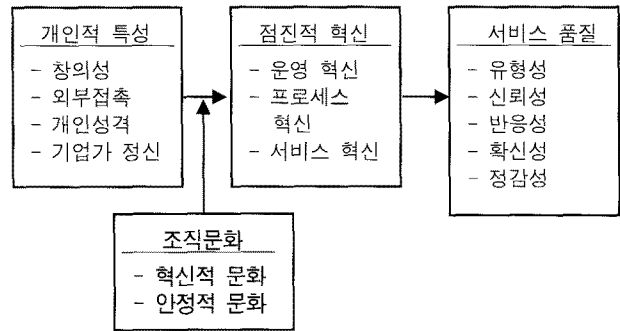 개인적 특성
- 창의성
- 외부접촉
- 개인성격
- 기업가 정신
점진적 혁신
- 운영 혁신
- 프로세스
혁신
- 서비스 혁신
서비스 품질
- 유형성
- 신뢰성
- 반응성
- 확신성
- 정감성
조직문화
- 혁신적 문화
- 안정적 문화